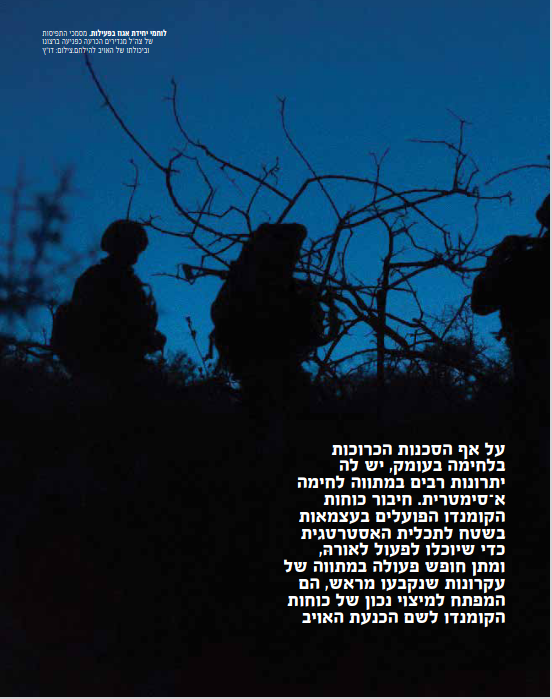 לוחמי יחידת אגוז בפעילות. מסמכי התפיסות
של צה"ל מגדירים הכרעה כפגיעה ברצונו
וביכולתו של האויב להילחם.צילום: דו"ץ
על אף הסכנות הכרוכות
בלחימה בעומק, יש לה
יתרונות רבים במתווה לחימה
א־סימטרית. חיבור כוחות
הקומנדו הפועלים בעצמאות
בשטח לתכלית האסטרטגית
כדי שיוכלו לפעול לאורהּ,
ומתן חופש פעולה במתווה של
עקרונות שנקבעו מראש, הם
המפתח למיצוי נכון של כוחות
הקומנדו לשם הכנעת האויב